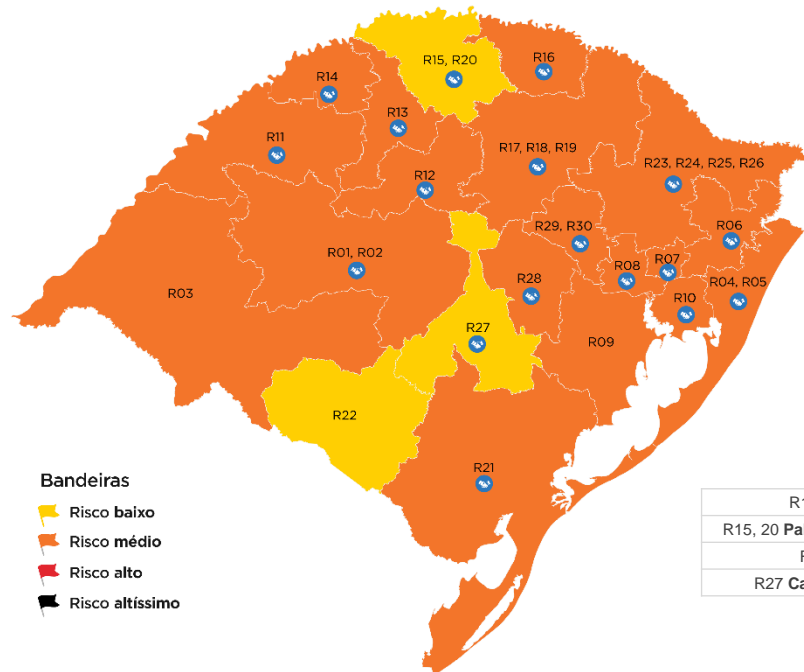 R15, R20
R16
R14
R13
R11
R17, R18, R19
R23, R24, R25, R26
R12
R29, R30
R06
R01, R02
R08
R07
R28
R04, R05
R03
R10
R27
R09
R22
R21
Bandeiras
Risco baixo
Risco médio
Risco alto
Risco altíssimo
R15, 20
R27